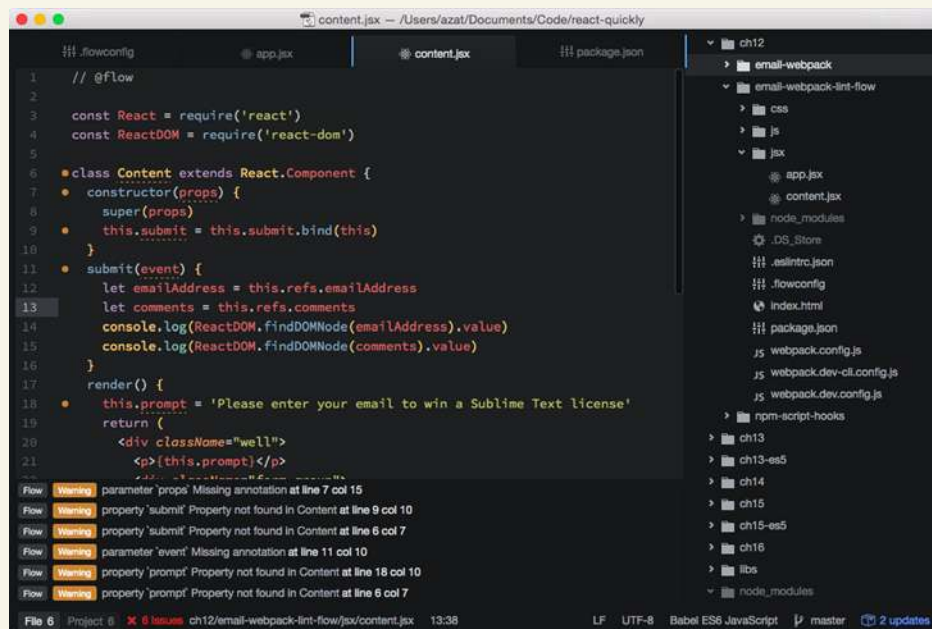 content.jsx — /Users/azat/Documents/Code/react-quickly
.flowconfig
app.jsx
content.jsx
package.json
1 // @flow
2
3 const React = require('react')
4 const ReactDOM = require('react-dom')
5
6 class Content extends React.Component {
7 constructor(props) {
8 super(props)
9 this.submit = this.submit.bind(this)
10 }
11 submit(event) {
12 let emailAddress = this.refs.emailAddress
13 let comments = this.refs.comments
14 console.log(ReactDOM.findDOMNode(emailAddress).value)
15 console.log(ReactDOM.findDOMNode(comments).value)
16 }
17 render() {
18 this.prompt = 'Please enter your email to win a Sublime Text license'
19 return (
20 <div className="well">
21 <p>{this.prompt}</p>
Flow Warning parameter `props` Missing annotation at line 7 col 15
Flow Warning property `submit` Property not found in Content at line 9 col 10
Flow Warning property `submit` Property not found in Content at line 6 col 7
Flow Warning parameter `event` Missing annotation at line 11 col 10
Flow Warning property `prompt` Property not found in Content at line 18 col 10
Flow Warning property `prompt` Property not found in Content at line 6 col 7
ch12
email-webpack
email-webpack-lint-flow
css
js
jsx
app.jsx
content.jsx
node_modules
.DS_Store
.eslintrc.json
.flowconfig
index.html
package.json
JS webpack.config.js
JS webpack.dev-cli.config.js
JS webpack.dev.config.js
npm-script-hooks
ch13
ch13-es5
ch14
ch15
ch15-es5
ch16
libs
node_modules
File 6 Project 6 6 Issues ch12/email-webpack-lint-flow/jsx/content.jsx 13:38 LF UTF-8 Babel ES6 JavaScript master 2 updates